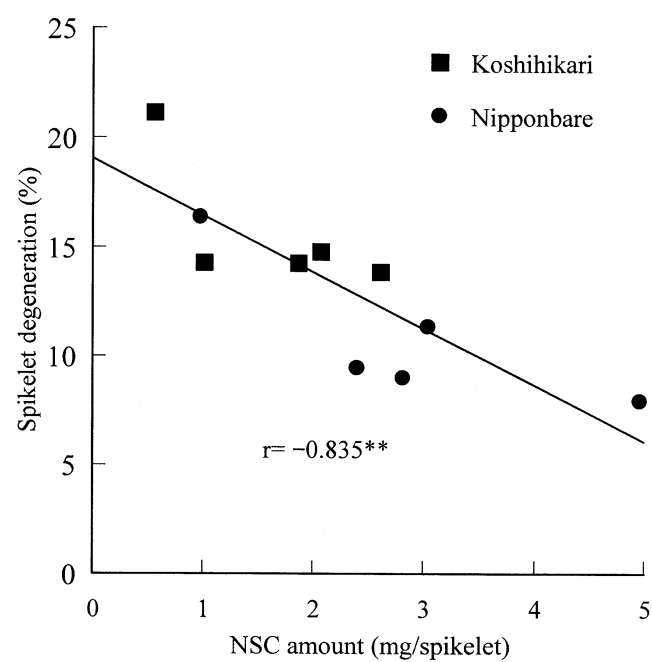 25
Koshihikari
Nipponbare
20
15
10
5
0
Spikelet degeneration (%)
r= −0.835**
0 1 2 3 4 5
NSC amount (mg/spikelet)